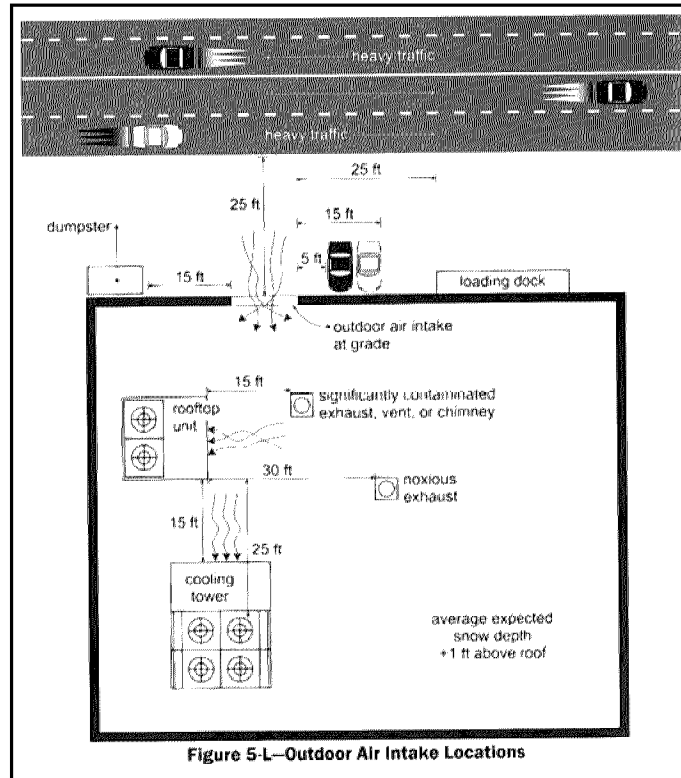 heavy traffic
heavy traffic
25 ft
25 ft
15 ft
dumpster
5 ft
15 ft
loading dock
outdoor air intake
at grade
15 ft
significantly contaminated
exhaust, vent, or chimney
rooftop
unit
30 ft
noxious
exhaust
15 ft
25 ft
cooling
tower
average expected
snow depth
+1 ft above roof
Figure 5-L—Outdoor Air Intake Locations